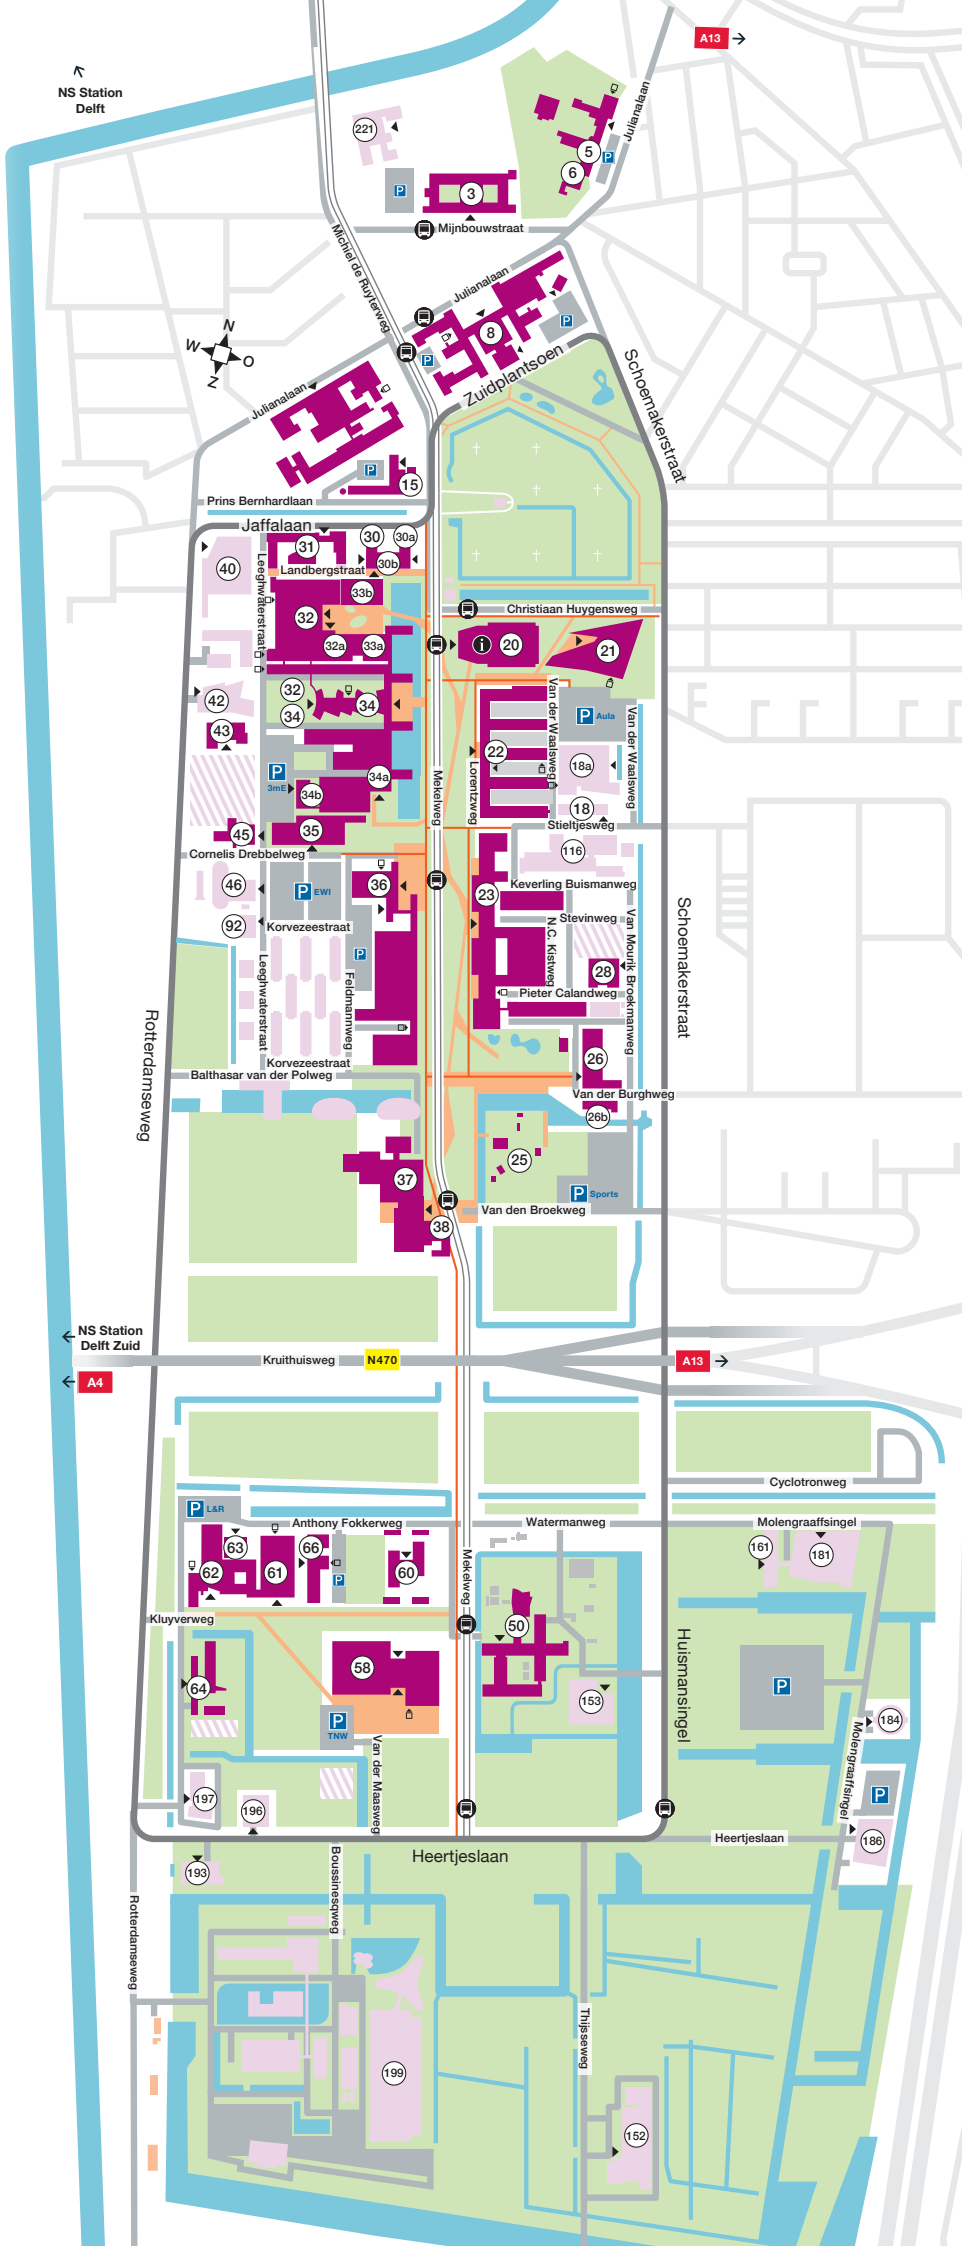 A13
NS Station
Delft
221
Julianalaan
P
5
6
P
3
Mijnbouwstraat
Michiel de Ruyterweg
Julianalaan
8
P
P
N
W
O
Z
Zuidplantsoen
Schoemakerstraat
Julianalaan
P
15
Prins Bernhardlaan
Jaffalaan
31
30
30a
40
Leeghwaterstraat
Landbergstraat
30b
33b
32
Christiaan Huygensweg
32a
33a
i
20
21
32
34
34
42
43
Van der Waalsweg
P
Aula
Van der Waalsweg
22
18a
P
3mE
34a
34b
Mekelweg
Lorentzweg
18
45
35
Stieltjesweg
Cornelis Drebbelweg
116
46
P
EWI
36
23
Keverling Buismanweg
92
Korvezeestraat
Stevinweg
N.C. Kistweg
Van Mourik Broekmanweg
Schoemakerstraat
P
Leeghwaterstraat
Feldmannweg
28
Pieter Calandweg
Rotterdamseweg
Korvezeestraat
26
Balthasar van der Polweg
Van der Burghweg
26b
25
37
P
Sports
38
Van den Broekweg
NS Station
Delft Zuid
Kruithuisweg
N470
A13
A4
Cyclotronweg
P
L&R
Anthony Fokkerweg
Watermanweg
Molengraaffsingel
63
66
161
181
62
61
P
60
Mekelweg
Kluyverweg
50
Huismansingel
58
64
P
153
P
TNW
184
Van der Maasweg
Molengraaffsingel
197
196
P
186
Heertjeslaan
Heertjeslaan
193
Boussinesqweg
Rotterdamseweg
Thijsseweg
199
152